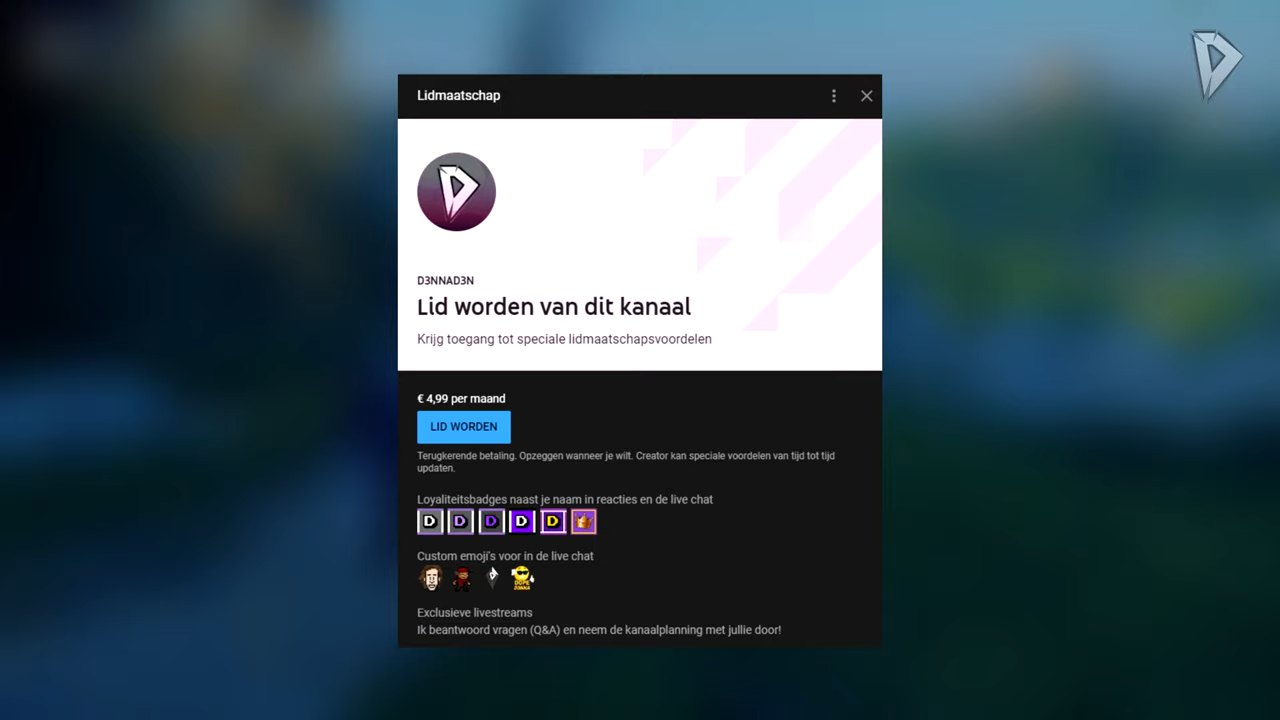 Lidmaatschap
D3NNAD3N
Lid worden van dit kanaal
Krijg toegang tot speciale lidmaatschapsvoordelen
€ 4,99 per maand
LID WORDEN
Terugkerende betaling. Opzeggen wanneer je wilt. Creator kan speciale voordelen van tijd tot tijd
updaten.
Loyaliteitsbadges naast je naam in reacties en de live chat
D D D D D
Custom emoji's voor in de live chat
Exclusieve livestreams
Ik beantwoord vragen (Q&A) en neem de kanaalplanning met jullie door!